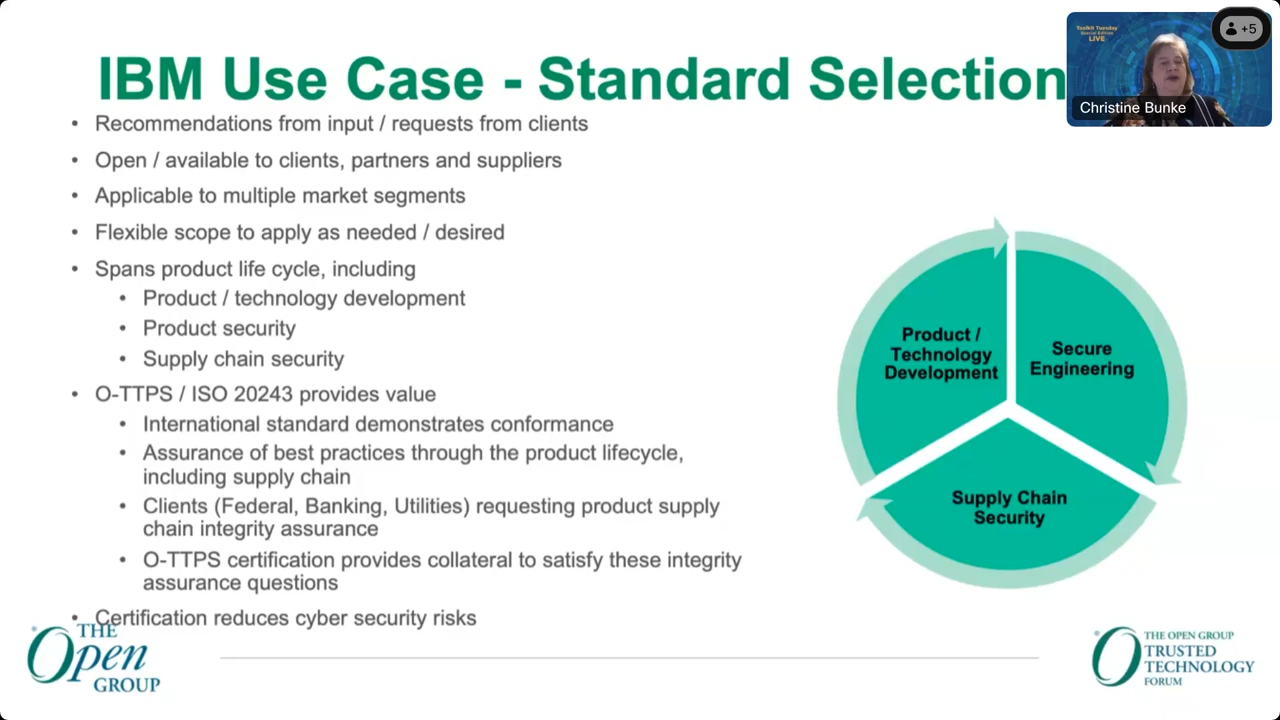 IBM Use Case - Standard Selection
Toolkit Tuesday
Special Edition
LIVE
+5
Christine Bunke
• Recommendations from input / requests from clients
• Open / available to clients, partners and suppliers
• Applicable to multiple market segments
• Flexible scope to apply as needed / desired
• Spans product life cycle, including
• Product / technology development
• Product security
• Supply chain security
• O-TTPS / ISO 20243 provides value
• International standard demonstrates conformance
• Assurance of best practices through the product lifecycle,
including supply chain
• Clients (Federal, Banking, Utilities) requesting product supply
chain integrity assurance
• O-TTPS certification provides collateral to satisfy these integrity
assurance questions
• Certification reduces cyber security risks
Product /
Technology
Development
Secure
Engineering
Supply Chain
Security
THE
Open
GROUP
®
THE OPEN GROUP
TRUSTED
TECHNOLOGY
FORUM